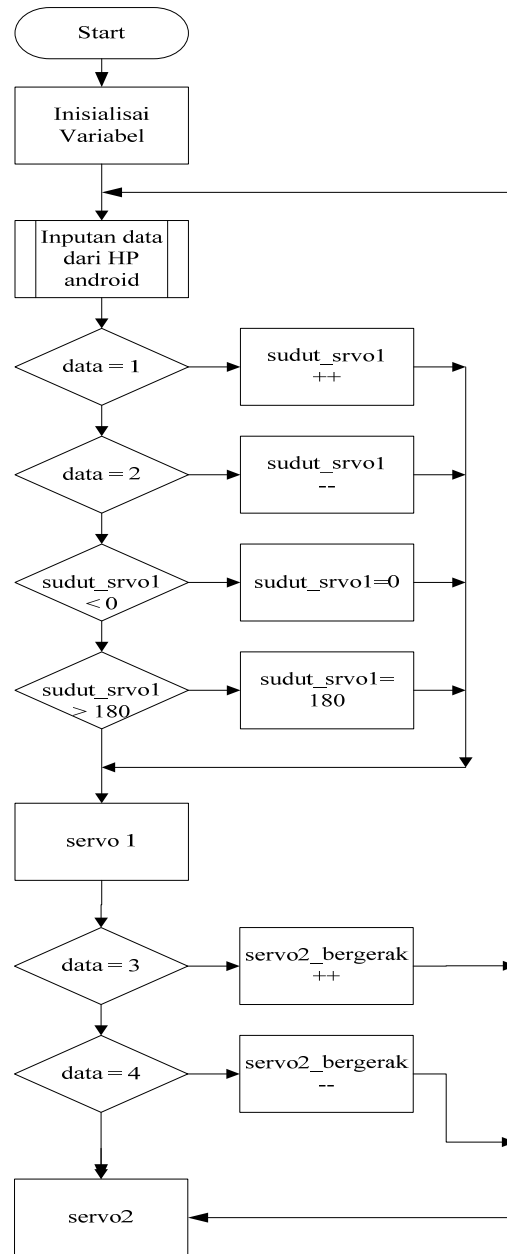 Start
Inisialisai
Variabel
Inputan data
dari HP
android
data = 1
sudut_srvo1
++
data = 2
sudut_srvo1
--
sudut_srvo1
< 0
sudut_srvo1=0
sudut_srvo1
> 180
sudut_srvo1=
180
servo 1
data = 3
servo2_bergerak
++
data = 4
servo2_bergerak
--
servo2